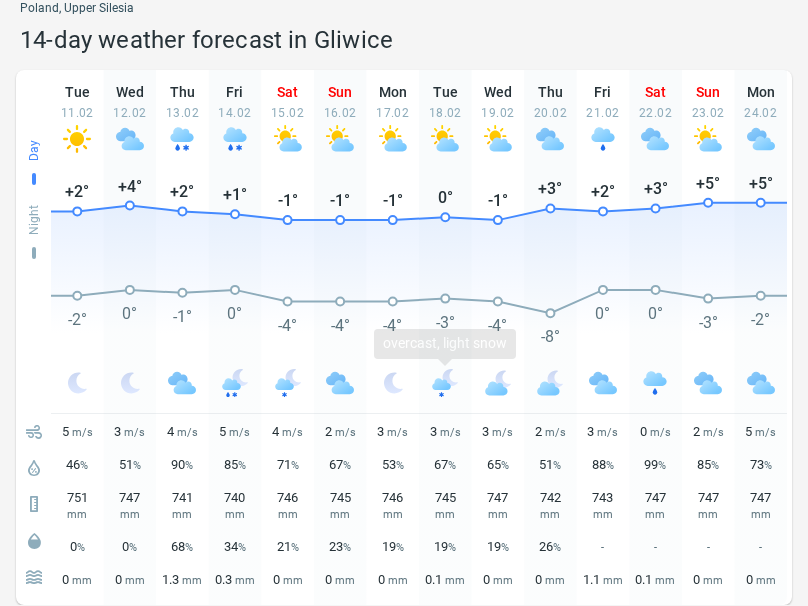 Poland, Upper Silesia
14-day weather forecast in Gliwice
Tue Wed Thu Fri Sat Sun Mon Tue Wed Thu Fri Sat Sun Mon
11.02 12.02 13.02 14.02 15.02 16.02 17.02 18.02 19.02 20.02 21.02 22.02 23.02 24.02
Day
+2° +4° +2° +1° -1° -1° -1° 0° -1° +3° +2° +3° +5° +5°
Night
-2° 0° -1° 0° -4° -4° -4° -3° -4° -8° 0° 0° -3° -2°
overcast, light snow
5 m/s 3 m/s 4 m/s 5 m/s 4 m/s 2 m/s 3 m/s 3 m/s 3 m/s 2 m/s 3 m/s 0 m/s 2 m/s 5 m/s
46% 51% 90% 85% 71% 67% 53% 67% 65% 51% 88% 99% 85% 73%
751 747 741 740 746 745 746 745 747 742 743 747 747 747
mm mm mm mm mm mm mm mm mm mm mm mm mm mm
0% 0% 68% 34% 21% 23% 19% 19% 19% 26% - - - -
0 mm 0 mm 1.3 mm 0.3 mm 0 mm 0 mm 0 mm 0.1 mm 0 mm 0 mm 1.1 mm 0.1 mm 0 mm 0 mm